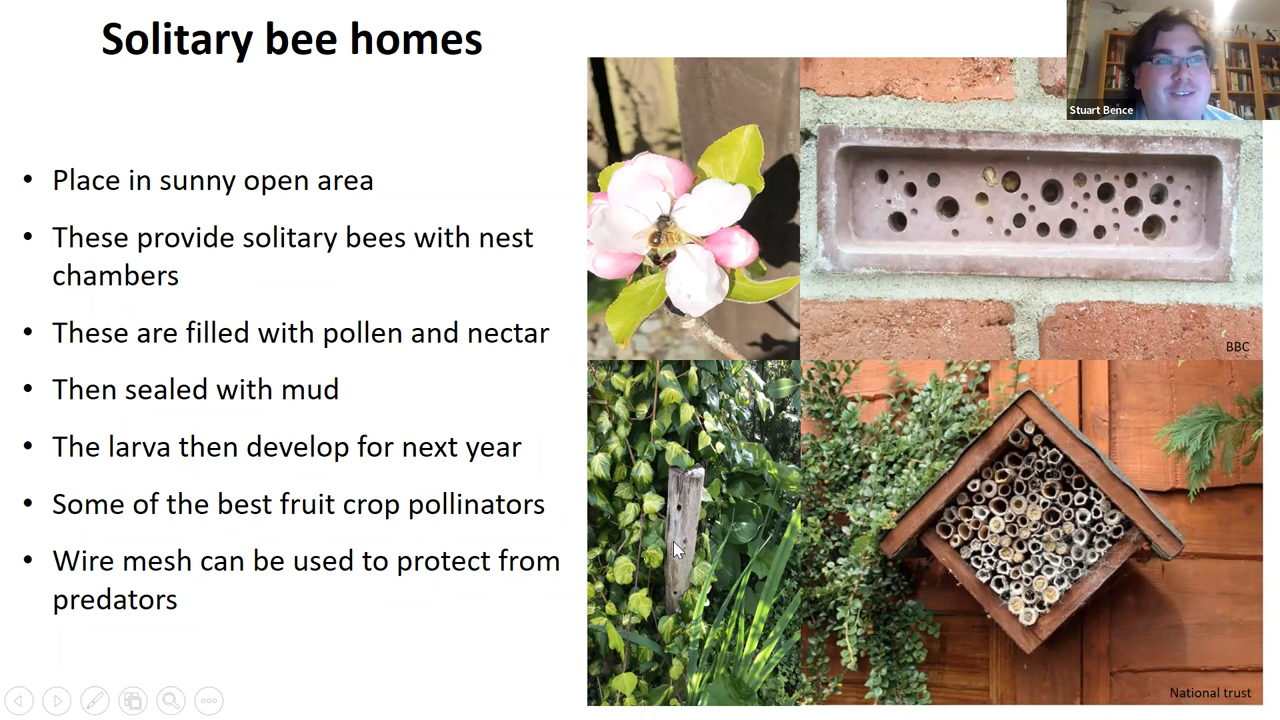 Solitary bee homes
Stuart Bence
• Place in sunny open area
• These provide solitary bees with nest
chambers
• These are filled with pollen and nectar
• Then sealed with mud
• The larva then develop for next year
• Some of the best fruit crop pollinators
• Wire mesh can be used to protect from
predators
BBC
National trust